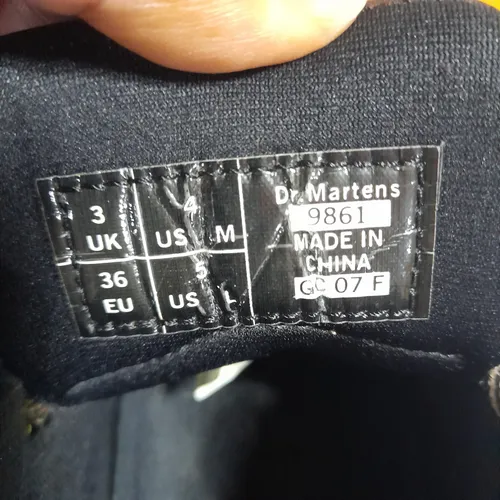 3
UK
4
US M
36
EU
5
US L
Dr. Martens
9861
MADE IN
CHINA
GC 07 F